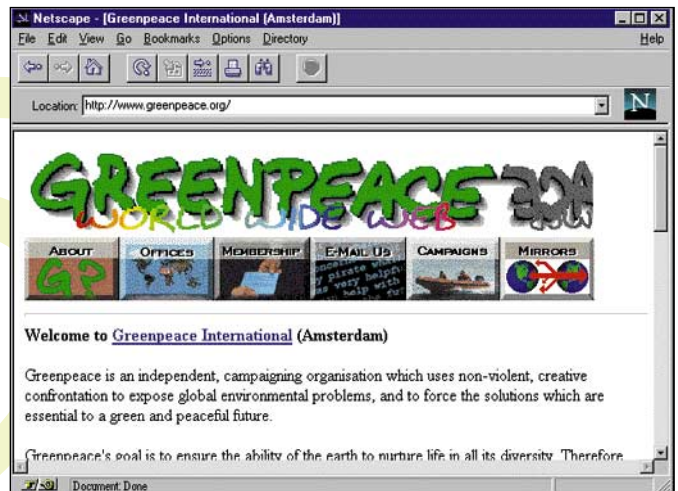 Netscape - [Greenpeace International (Amsterdam)]
File Edit View Go Bookmarks Options Directory Help
Location: http://www.greenpeace.org/
N
GREENPEACE
WORLD WIDE WEB
ABOUT OFFICES MEMBERSHIP E-MAIL US CAMPAIGNS MIRRORS
G?
Welcome to Greenpeace International (Amsterdam)
Greenpeace is an independent, campaigning organisation which uses non-violent, creative
confrontation to expose global environmental problems, and to force the solutions which are
essential to a green and peaceful future.
Greenpeace's goal is to ensure the ability of the earth to nurture life in all its diversity. Therefore
Document: Done